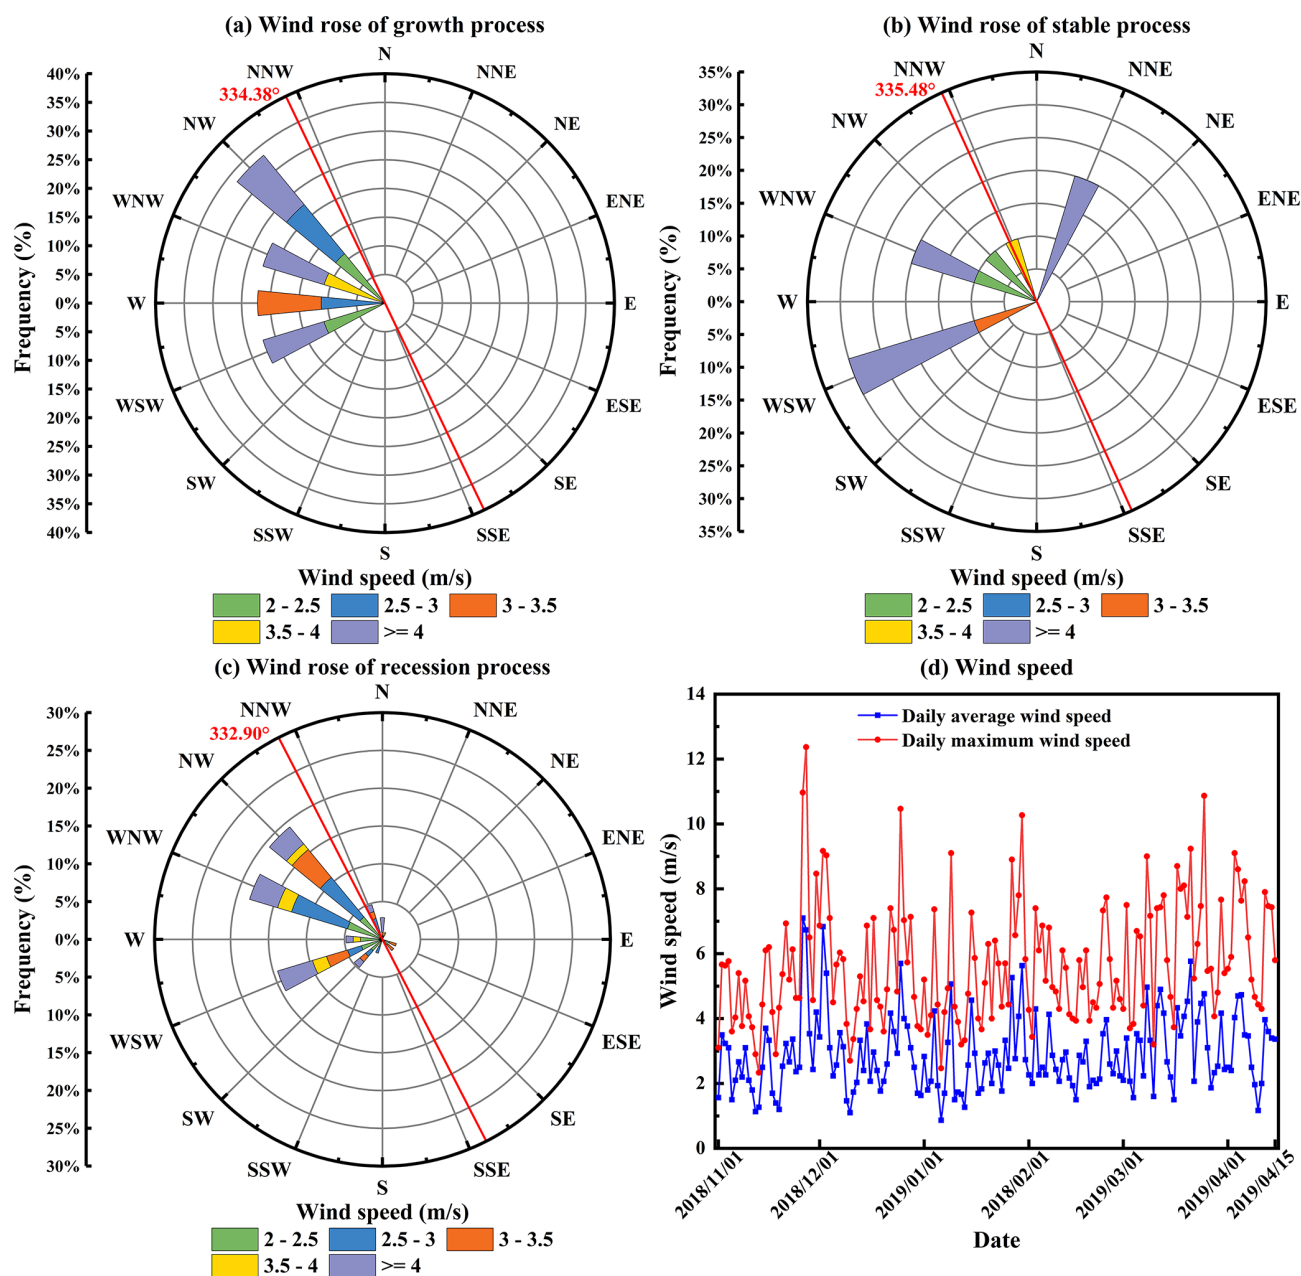 (a) Wind rose of growth process
N
NNE
NE
ENE
E
ESE
SE
SSE
S
SSW
SW
WSW
W
WNW
NW
NNW
334.38°
Frequency (%)
40%
35%
30%
25%
20%
15%
10%
5%
0%
5%
10%
15%
20%
25%
30%
35%
40%
Wind speed (m/s)
2 - 2.5 2.5 - 3 3 - 3.5
3.5 - 4 >= 4
(b) Wind rose of stable process
N
NNE
NE
ENE
E
ESE
SE
SSE
S
SSW
SW
WSW
W
WNW
NW
NNW
335.48°
Frequency (%)
35%
30%
25%
20%
15%
10%
5%
0%
5%
10%
15%
20%
25%
30%
35%
Wind speed (m/s)
2 - 2.5 2.5 - 3 3 - 3.5
3.5 - 4 >= 4
(c) Wind rose of recession process
N
NNE
NE
ENE
E
ESE
SE
SSE
S
SSW
SW
WSW
W
WNW
NW
NNW
332.90°
Frequency (%)
30%
25%
20%
15%
10%
5%
0%
5%
10%
15%
20%
25%
30%
Wind speed (m/s)
2 - 2.5 2.5 - 3 3 - 3.5
3.5 - 4 >= 4
(d) Wind speed
Daily average wind speed
Daily maximum wind speed
Wind speed (m/s)
14
12
10
8
6
4
2
0
2018/11/01
2018/12/01
2019/01/01
2019/02/01
2019/03/01
2019/04/01
2019/04/15
Date